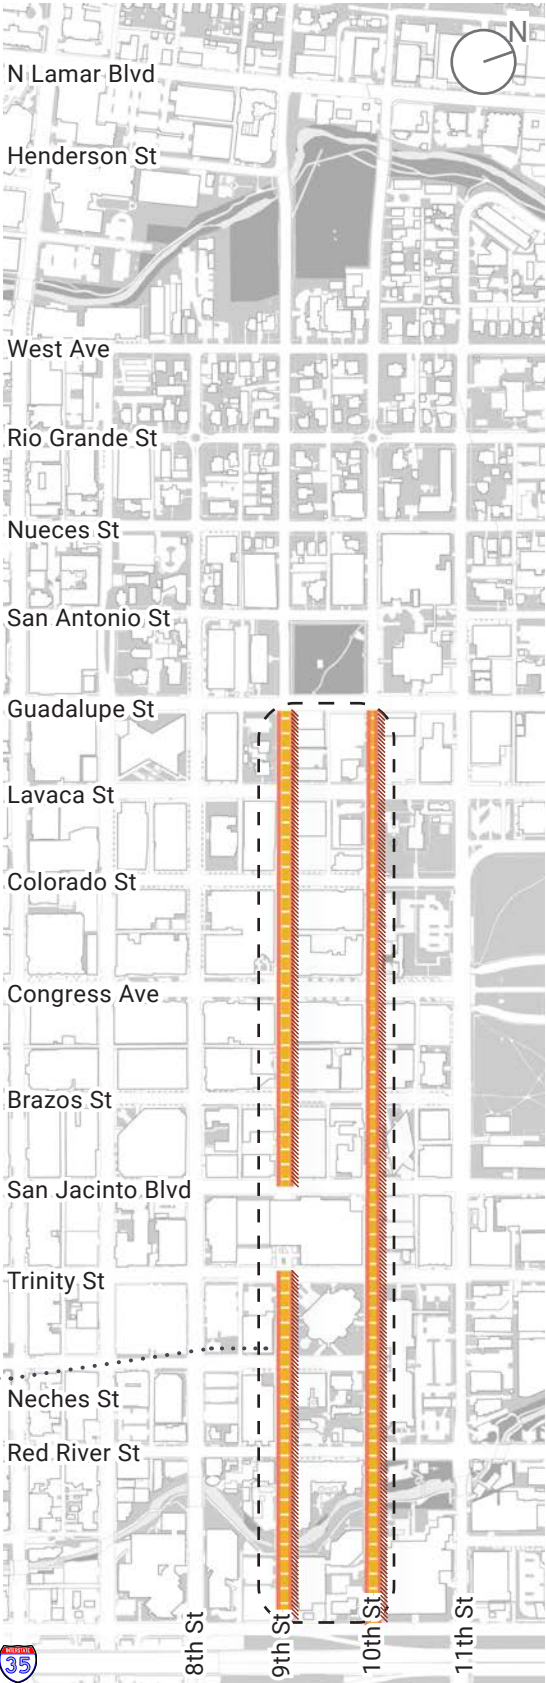 N
N Lamar Blvd
Henderson St
West Ave
Rio Grande St
Nueces St
San Antonio St
Guadalupe St
Lavaca St
Colorado St
Congress Ave
Brazos St
San Jacinto Blvd
Trinity St
Neches St
Red River St
8th St
9th St
10th St
11th St
INTERSTATE
35